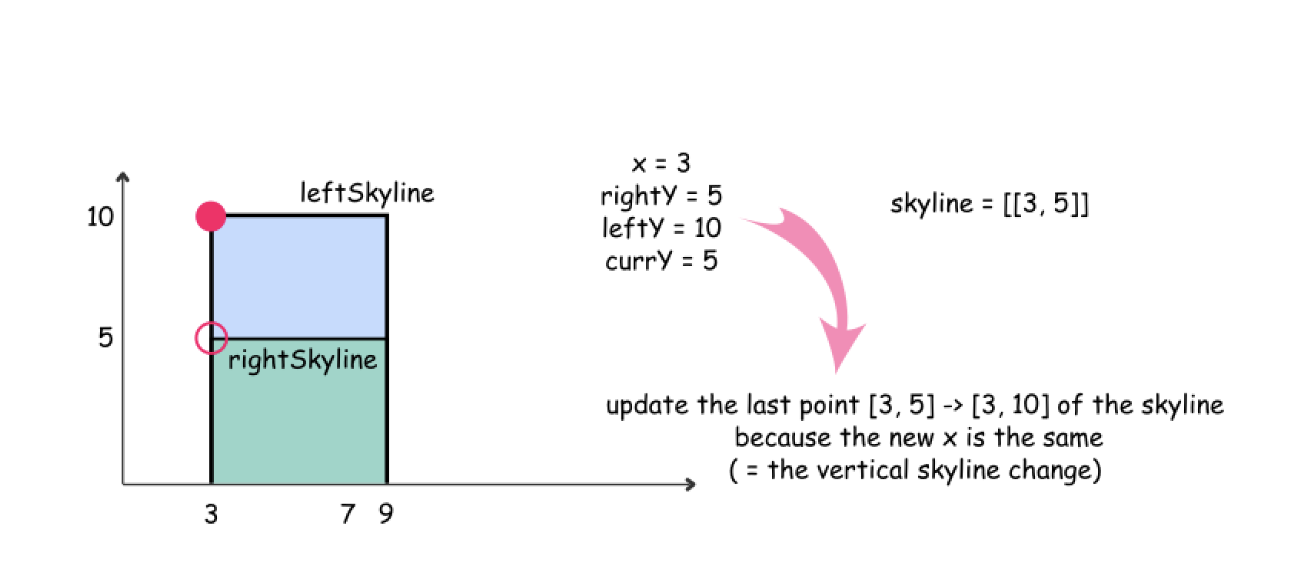 x = 3
rightY = 5
leftY = 10
currY = 5
skyline = [[3, 5]]
leftSkyline
10
5
rightSkyline
3 7 9
update the last point [3, 5] -> [3, 10] of the skyline
because the new x is the same
( = the vertical skyline change)